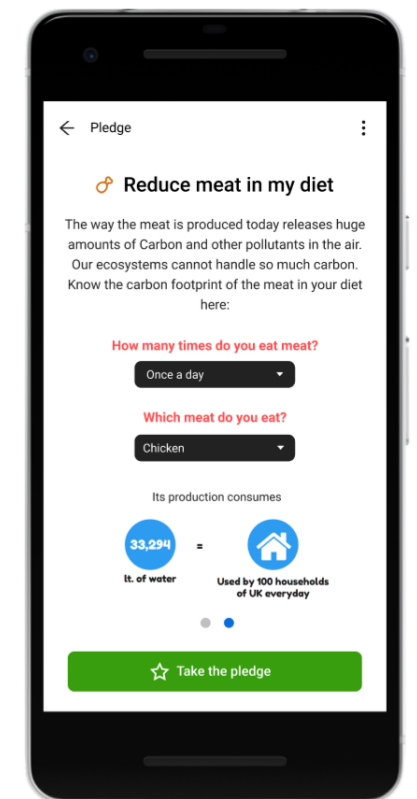 Pledge
Reduce meat in my diet
The way the meat is produced today releases huge
amounts of Carbon and other pollutants in the air.
Our ecosystems cannot handle so much carbon.
Know the carbon footprint of the meat in your diet
here:
How many times do you eat meat?
Once a day
Which meat do you eat?
Chicken
Its production consumes
33,294
=
lt. of water
Used by 100 households
of UK everyday
Take the pledge